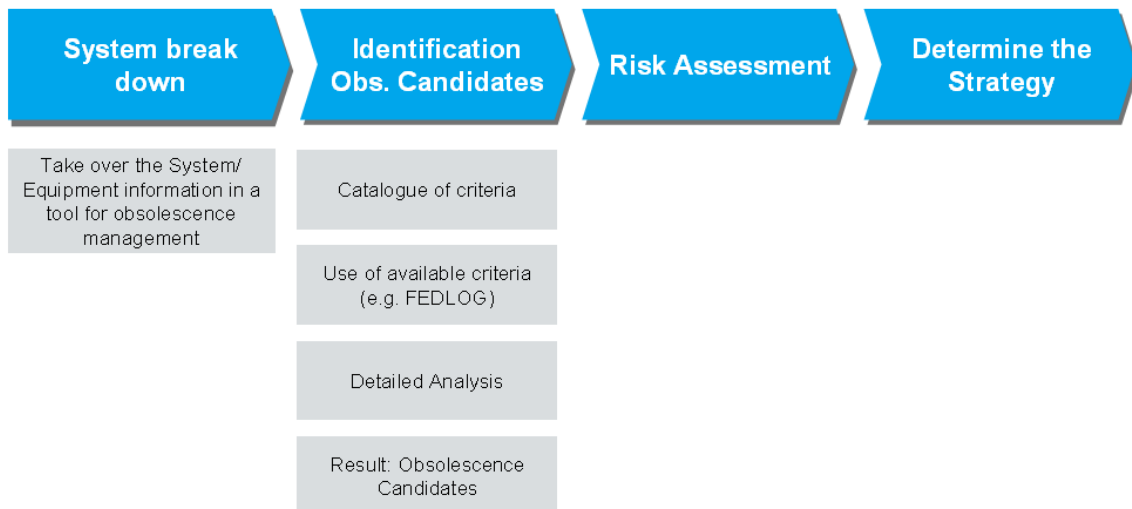 System break
down
Identification
Obs. Candidates
Risk Assessment
Determine the
Strategy
Take over the System/
Equipment information in a
tool for obsolescence
management
Catalogue of criteria
Use of available criteria
(e.g. FEDLOG)
Detailed Analysis
Result: Obsolescence
Candidates